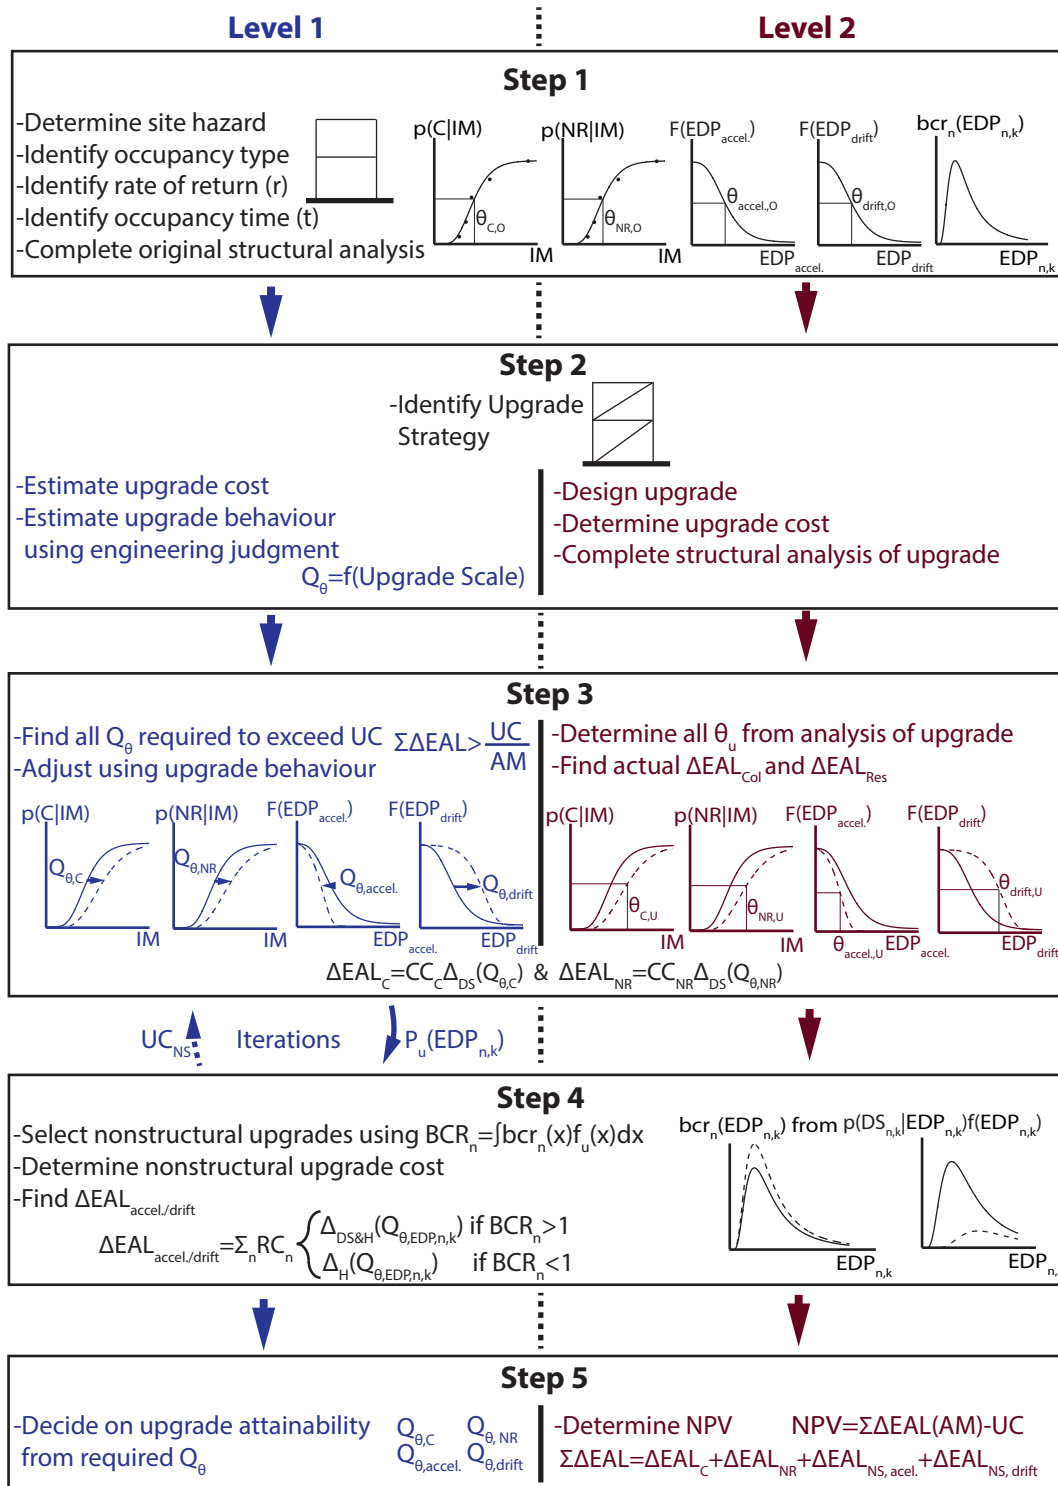 Level 1
Level 2
Step 1
-Determine site hazard
-Identify occupancy type
-Identify rate of return (r)
-Identify occupancy time (t)
-Complete original structural analysis
p(C|IM)
θC,O
IM
p(NR|IM)
θNR,O
IM
F(EDPaccel.)
θaccel.,O
EDPaccel.
F(EDPdrift)
θdrift,O
EDPdrift
bcrn(EDPn,k)
EDPn,k
Step 2
-Identify Upgrade
Strategy
-Estimate upgrade cost
-Estimate upgrade behaviour
using engineering judgment
Qθ=f(Upgrade Scale)
-Design upgrade
-Determine upgrade cost
-Complete structural analysis of upgrade
Step 3
-Find all Qθ required to exceed UC
-Adjust using upgrade behaviour
ΣΔEAL>UC/AM
p(C|IM)
Qθ,C
IM
p(NR|IM)
Qθ,NR
IM
F(EDPaccel.)
Qθ,accel.
EDPaccel.
F(EDPdrift)
Qθ,drift
EDPdrift
-Determine all θu from analysis of upgrade
-Find actual ΔEALCol and ΔEALRes
p(C|IM)
θC,U
IM
p(NR|IM)
θNR,U
IM
F(EDPaccel.)
θaccel.,U
EDPaccel.
F(EDPdrift)
θdrift,U
EDPdrift
ΔEALC=CCCΔDS(Qθ,C) & ΔEALNR=CCNRΔDS(Qθ,NR)
UCNS
Iterations
Pu(EDPn,k)
Step 4
-Select nonstructural upgrades using BCRn=∫bcrn(x)fu(x)dx
-Determine nonstructural upgrade cost
-Find ΔEALaccel./drift
ΔEALaccel./drift=ΣnRCn{
ΔDS&H(Qθ,EDP,n,k) if BCRn>1
ΔH(Qθ,EDP,n,k) if BCRn<1
bcrn(EDPn,k) from p(DSn,k|EDPn,k)f(EDPn,k)
EDPn,k
EDPn,
Step 5
-Decide on upgrade attainability
from required Qθ
Qθ,C Qθ,NR
Qθ,accel. Qθ,drift
-Determine NPV NPV=ΣΔEAL(AM)-UC
ΣΔEAL=ΔEALC+ΔEALNR+ΔEALNS, acel.+ΔEALNS, drift